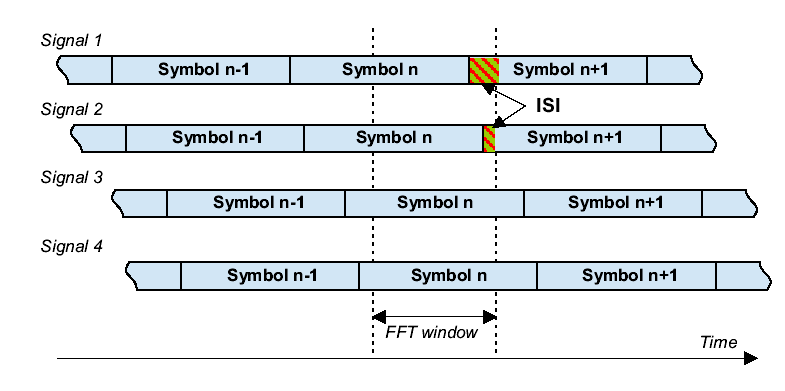 Signal 1
Symbol n-1 Symbol n Symbol n+1
ISI
Signal 2
Symbol n-1 Symbol n Symbol n+1
Signal 3
Symbol n-1 Symbol n Symbol n+1
Signal 4
Symbol n-1 Symbol n Symbol n+1
FFT window
Time